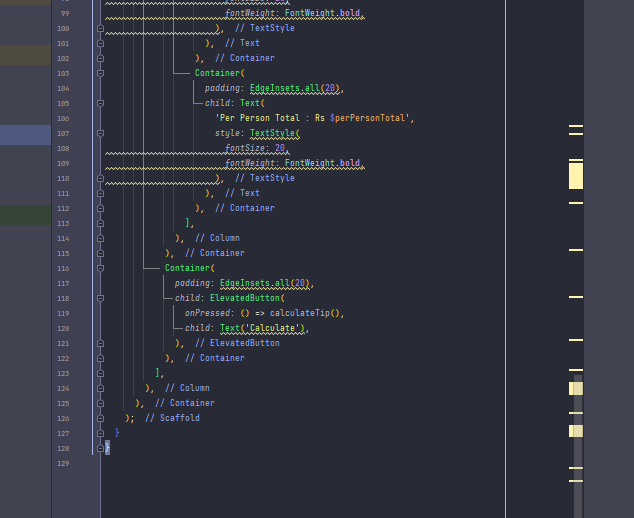 99 fontWeight: FontWeight.bold,
100 ), // TextStyle
101 ), // Text
102 ), // Container
103 Container(
104 padding: EdgeInsets.all(20),
105 child: Text(
106 'Per Person Total : Rs $perPersonTotal',
107 style: TextStyle(
108 fontSize: 20,
109 fontWeight: FontWeight.bold,
110 ), // TextStyle
111 ), // Text
112 ), // Container
113 ],
114 ), // Column
115 ), // Container
116 Container(
117 padding: EdgeInsets.all(20),
118 child: ElevatedButton(
119 onPressed: () => calculateTip(),
120 child: Text('Calculate'),
121 ), // ElevatedButton
122 ), // Container
123 ],
124 ), // Column
125 ), // Container
126 ); // Scaffold
127 }
128 }
129